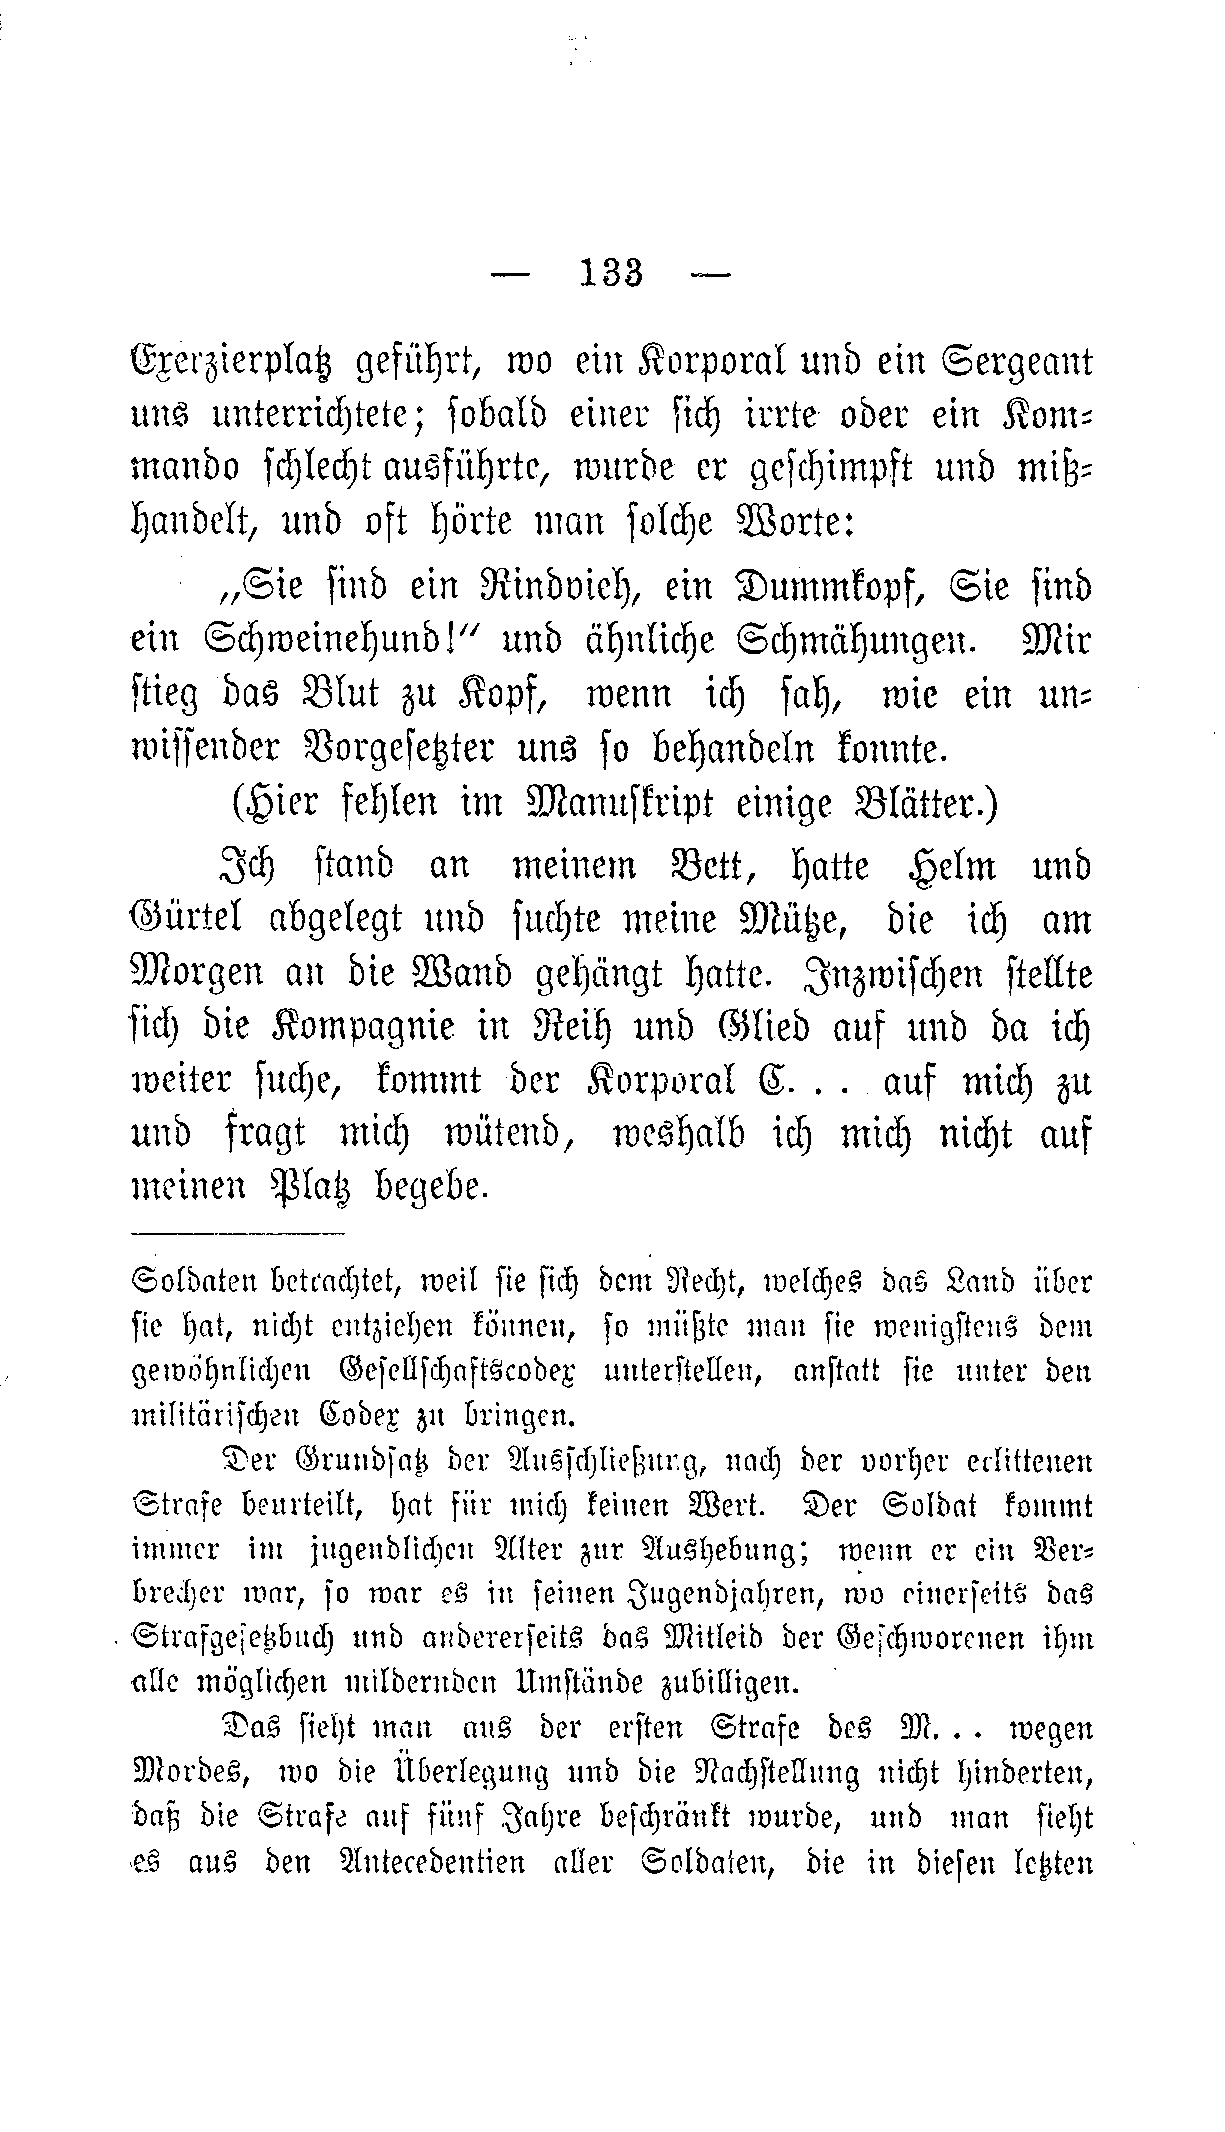 — 133 —
Exerzierplatz geführt, wo ein Korporal und ein Sergeant
uns unterrichtete; sobald einer sich irrte oder ein Kom-
mando schlecht ausführte, wurde er geschimpft und miß-
handelt, und oft hörte man solche Worte:
„Sie sind ein Rindvieh, ein Dummkopf, Sie sind
ein Schweinehund!“ und ähnliche Schmähungen. Mir
stieg das Blut zu Kopf, wenn ich sah, wie ein un-
wissender Vorgesetzter uns so behandeln konnte.
(Hier fehlen im Manuskript einige Blätter.)
Ich stand an meinem Bett, hatte Helm und
Gürtel abgelegt und suchte meine Mütze, die ich am
Morgen an die Wand gehängt hatte. Inzwischen stellte
sich die Kompagnie in Reih und Glied auf und da ich
weiter suche, kommt der Korporal C. . . auf mich zu
und fragt mich wütend, weshalb ich mich nicht auf
meinen Platz begebe.
Soldaten betrachtet, weil sie sich dem Recht, welches das Land über
sie hat, nicht entziehen können, so müßte man sie wenigstens dem
gewöhnlichen Gesellschaftscodex unterstellen, anstatt sie unter den
militärischen Codex zu bringen.
Der Grundsatz der Ausschließung, nach der vorher erlittenen
Strafe beurteilt, hat für mich keinen Wert. Der Soldat kommt
immer im jugendlichen Alter zur Aushebung; wenn er ein Ver-
brecher war, so war es in seinen Jugendjahren, wo einerseits das
Strafgesetzbuch und andererseits das Mitleid der Geschworenen ihm
alle möglichen mildernden Umstände zubilligen.
Das sieht man aus der ersten Strafe des M. . . wegen
Mordes, wo die Überlegung und die Nachstellung nicht hinderten,
daß die Strafe auf fünf Jahre beschränkt wurde, und man sieht
es aus den Antecedentien aller Soldaten, die in diesen letzten